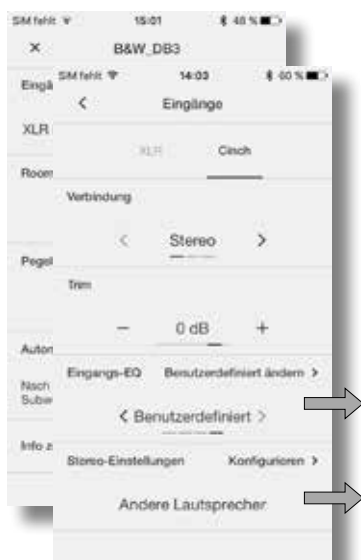 SIM fehlt 15:01 48 %
× B&W_DB3
Eingä
XLR
Room
Pegel
Autom
Nach
Subw
Info z
SIM fehlt 14:03 60 %
< Eingänge
XLR Cinch
Verbindung
< Stereo >
Trim
− 0 dB +
Eingangs-EQ Benutzerdefiniert ändern >
< Benutzerdefiniert >
Stereo-Einstellungen Konfigurieren >
Andere Lautsprecher